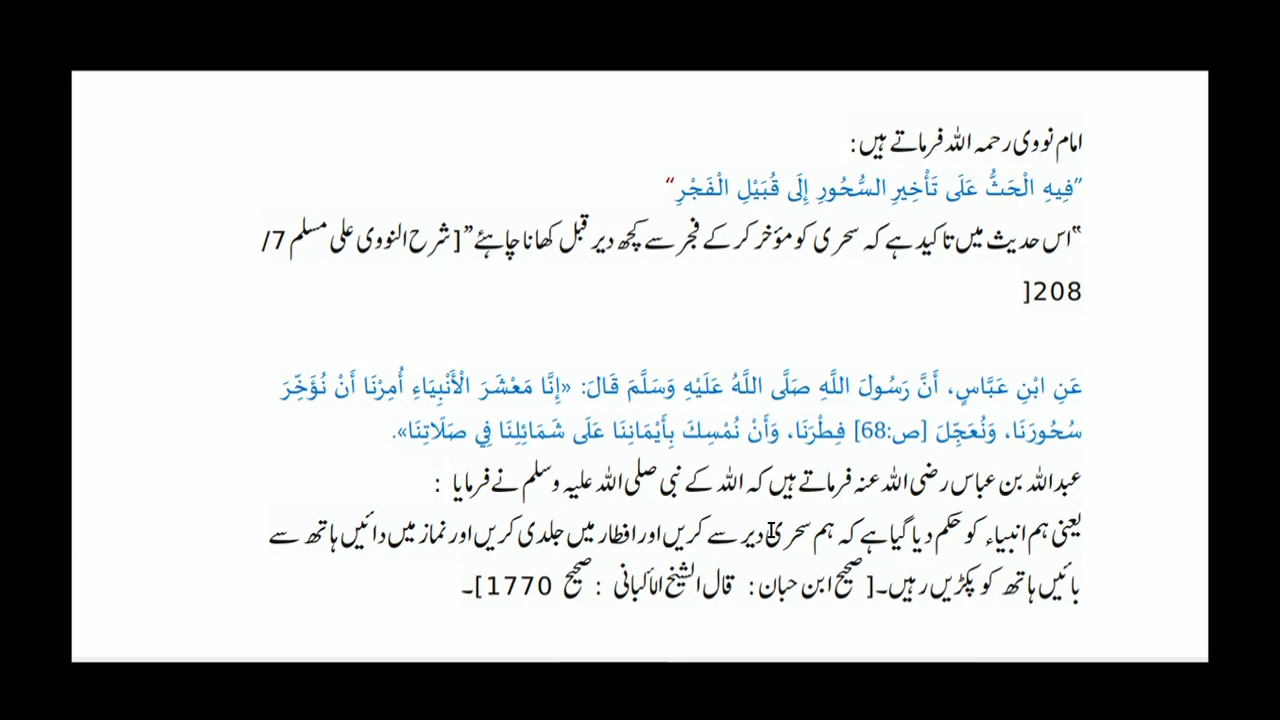 امام نووی رحمہ اللہ فرماتے ہیں:
”فِيهِ الْحَثُّ عَلَى تَأْخِيرِ السُّحُورِ إِلَى قُبَيْلِ الْفَجْرِ“
“اس حدیث میں تاکید ہے کہ سحری کو مؤخر کر کے فجر سے کچھ دیر قبل کھانا چاہئے” [شرح النووی علی مسلم 7/
208]
عَنِ ابْنِ عَبَّاسٍ، أَنَّ رَسُولَ اللَّهِ صَلَّى اللَّهُ عَلَيْهِ وَسَلَّمَ قَالَ: «إِنَّا مَعْشَرَ الْأَنْبِيَاءِ أُمِرْنَا أَنْ نُؤَخِّرَ
سُحُورَنَا، وَنُعَجِّلَ [ص:68] فِطْرَنَا، وَأَنْ نُمْسِكَ بِأَيْمَانِنَا عَلَى شَمَائِلِنَا فِي صَلَاتِنَا».
عبداللہ بن عباس رضی اللہ عنہ فرماتے ہیں کہ اللہ کے نبی صلی اللہ علیہ وسلم نے فرمایا :
یعنی ہم انبیاء کو حکم دیا گیا ہے کہ ہم سحری دیر سے کریں اور افطار میں جلدی کریں اور نماز میں دائیں ہاتھ سے
بائیں ہاتھ کو پکڑیں رہیں۔[ صحیح ابن حبان : قال الشیخ الألبانی : صحیح 1770]۔